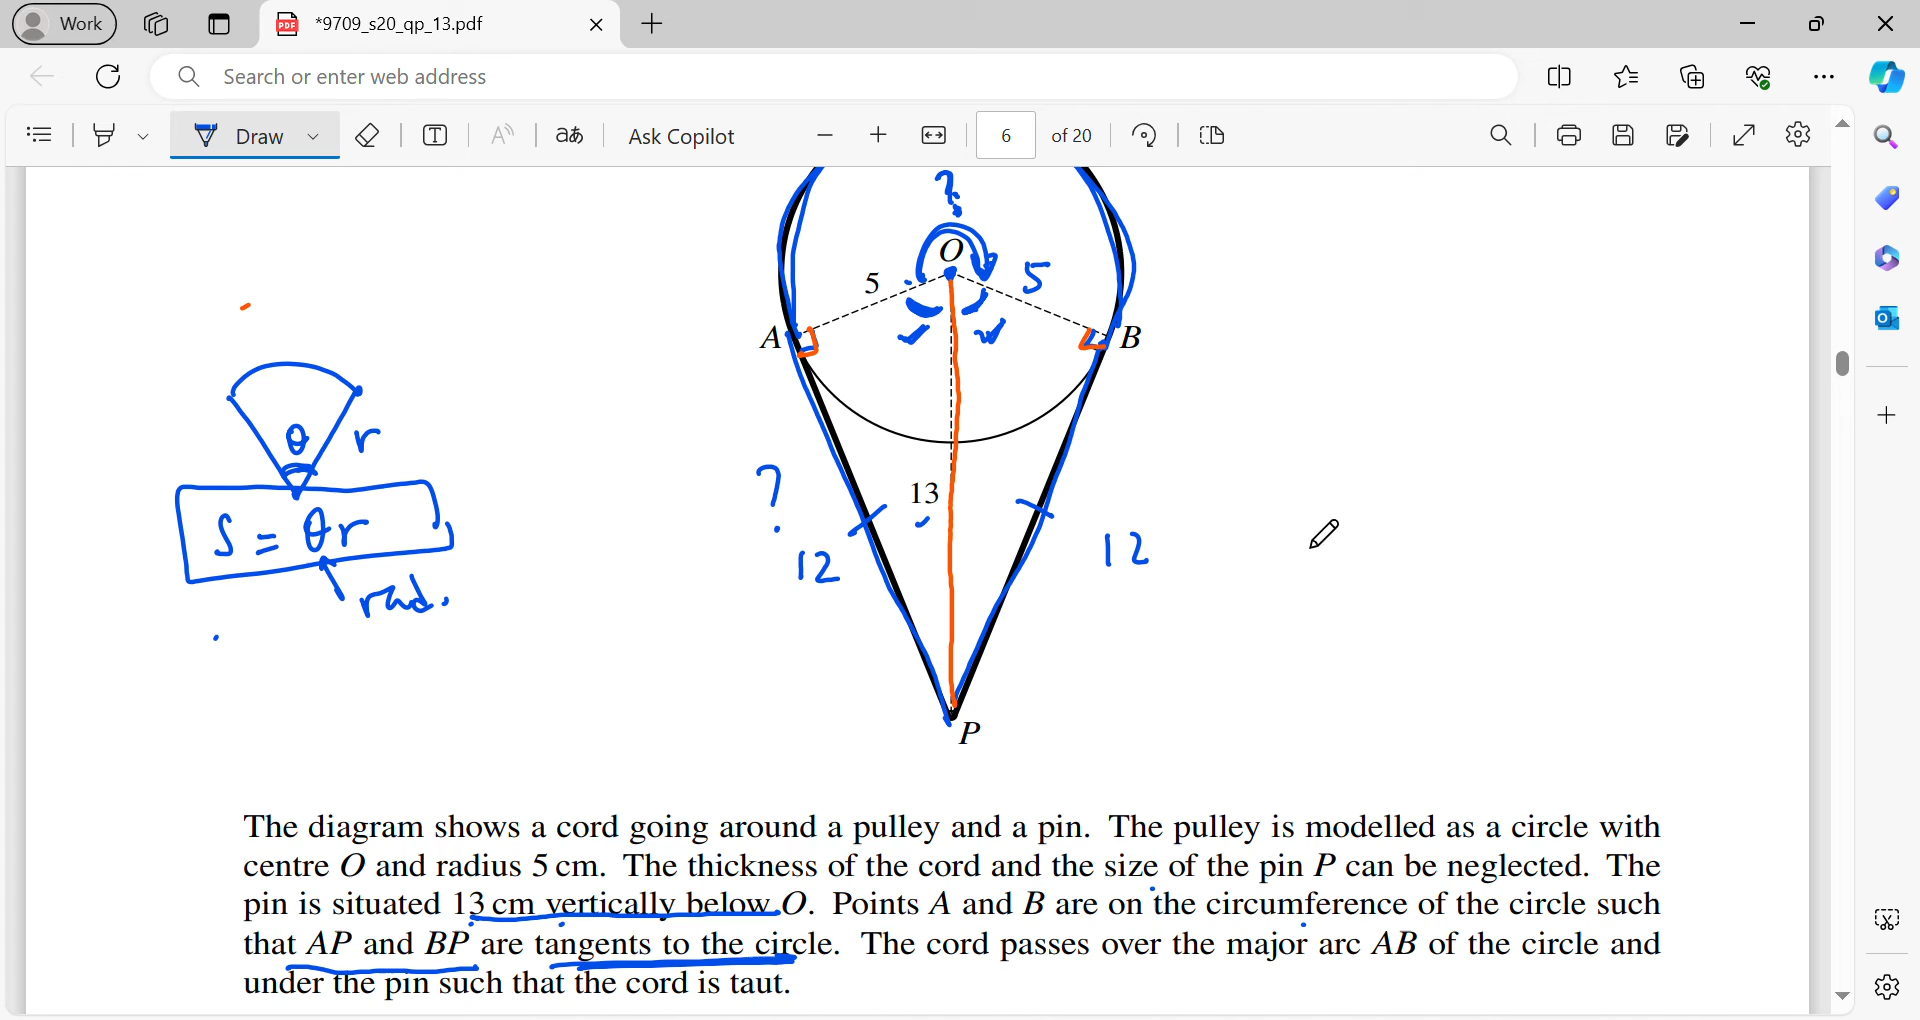 Work
*9709_s20_qp_13.pdf
Search or enter web address
Draw
T
A
aあ
Ask Copilot
6
of 20
?
O
5
5
A
B
θ
r
?
13
S = θr
12
12
rad.
P
The diagram shows a cord going around a pulley and a pin. The pulley is modelled as a circle with
centre O and radius 5 cm. The thickness of the cord and the size of the pin P can be neglected. The
pin is situated 13 cm vertically below O. Points A and B are on the circumference of the circle such
that AP and BP are tangents to the circle. The cord passes over the major arc AB of the circle and
under the pin such that the cord is taut.